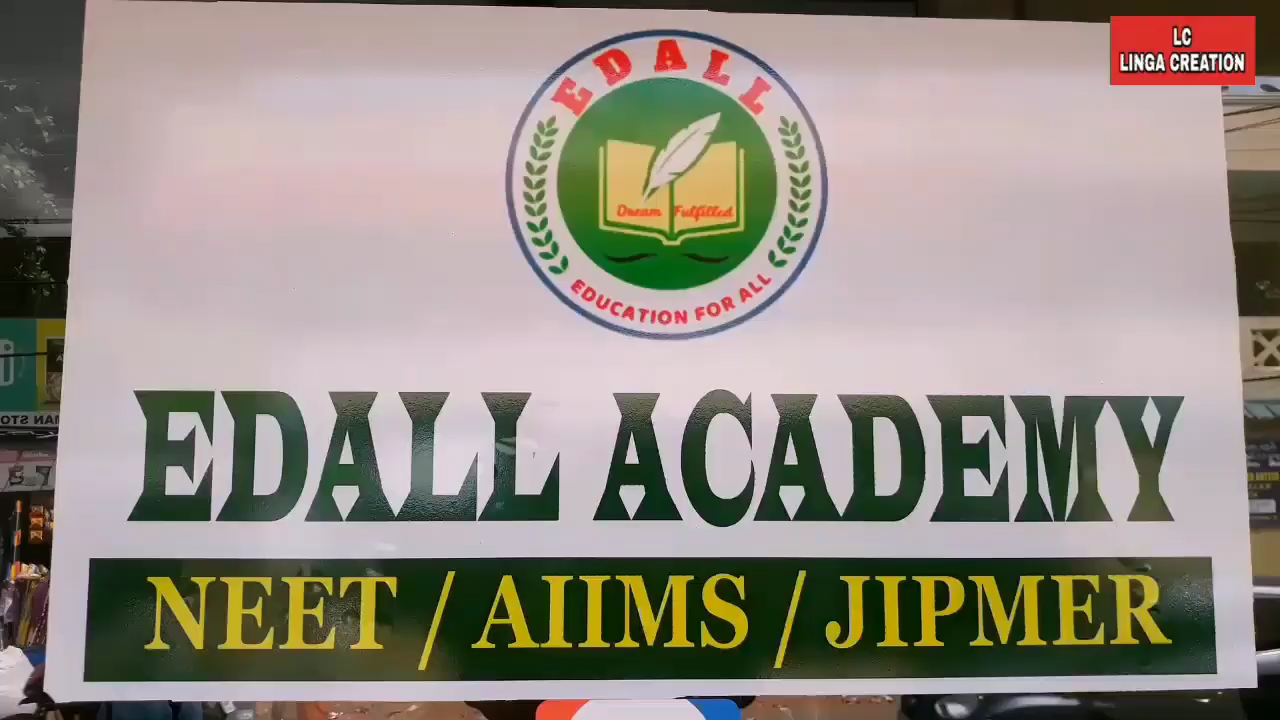 LC
LINGA CREATION
EDALL
Dream Fulfilled
EDUCATION FOR ALL
EDALL ACADEMY
NEET / AIIMS / JIPMER